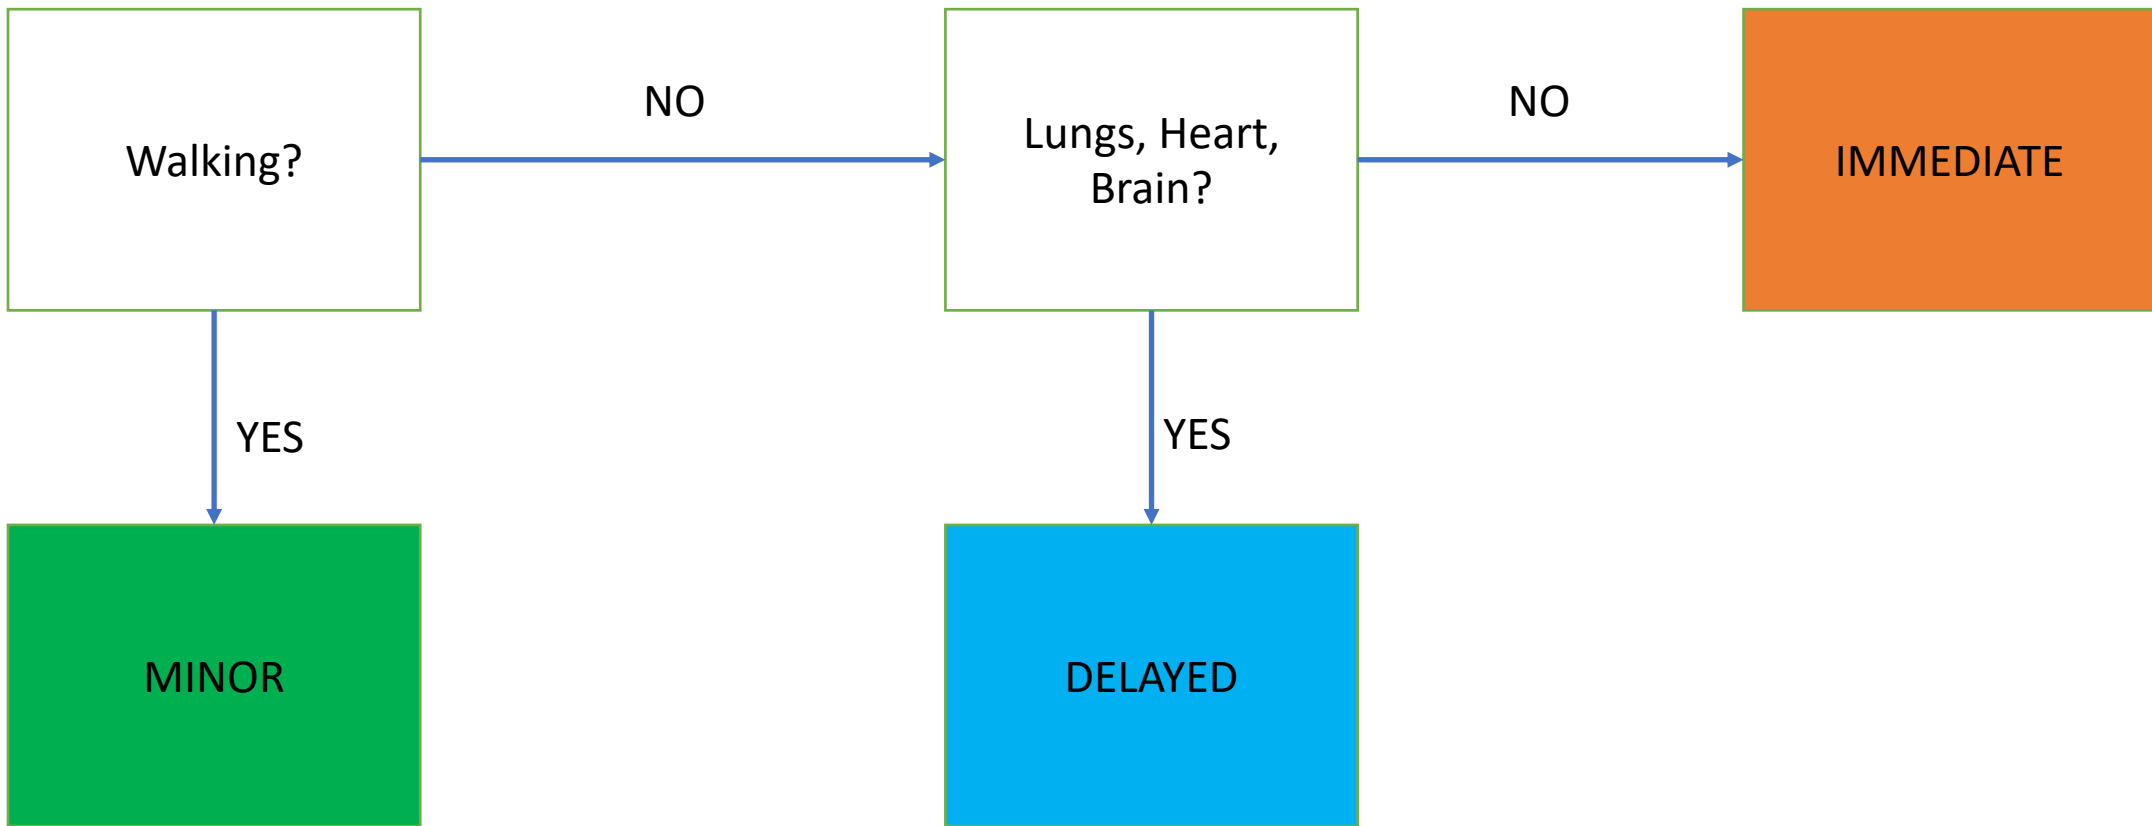 Walking?
NO
Lungs, Heart,
Brain?
NO
IMMEDIATE
YES
YES
MINOR
DELAYED